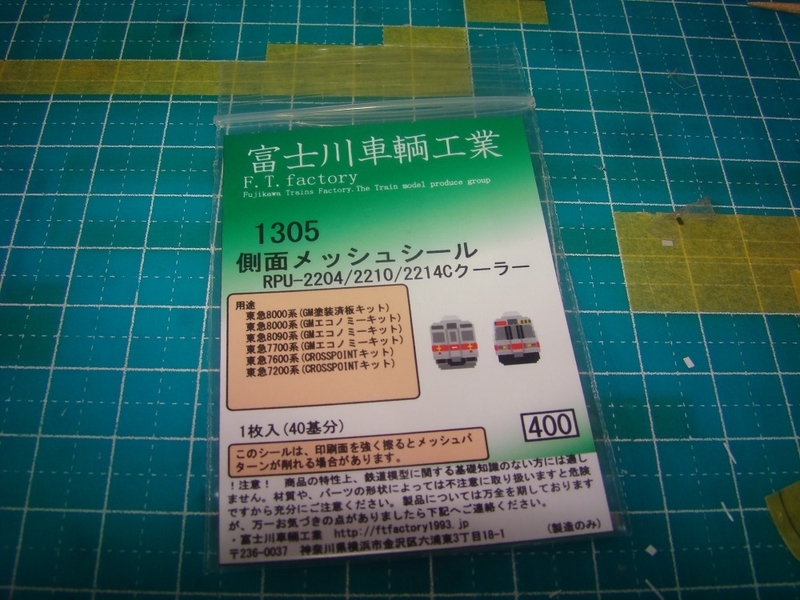 富士川車輌工業
F.T.factory
Fujikawa Trains Factory.The Train model produce group
1305
側面メッシュシール
RPU-2204/2210/2214Cクーラー
用途
東急8000系(GM塗装済板キット)
東急8000系(GMエコノミーキット)
東急8090系(GMエコノミーキット)
東急7700系(GMエコノミーキット)
東急7600系(CROSSPOINTキット)
東急7200系(CROSSPOINTキット)
1枚入(40基分)
400
このシールは、印刷面を強く擦るとメッシュパ
ターンが削れる場合があります。
!注意! 商品の特性上、鉄道模型に関する基礎知識のない方には適し
ません。材質や、パーツの形状によっては不注意に取り扱いますと危険
ですから充分にご注意ください。製品については万全を期しております
が、万一お気づきの点がありましたら下記へご連絡ください。
・富士川車輌工業 http://ftfactory1993.jp (製造のみ)
〒236-0037 神奈川県横浜市金沢区六浦東3丁目18-1